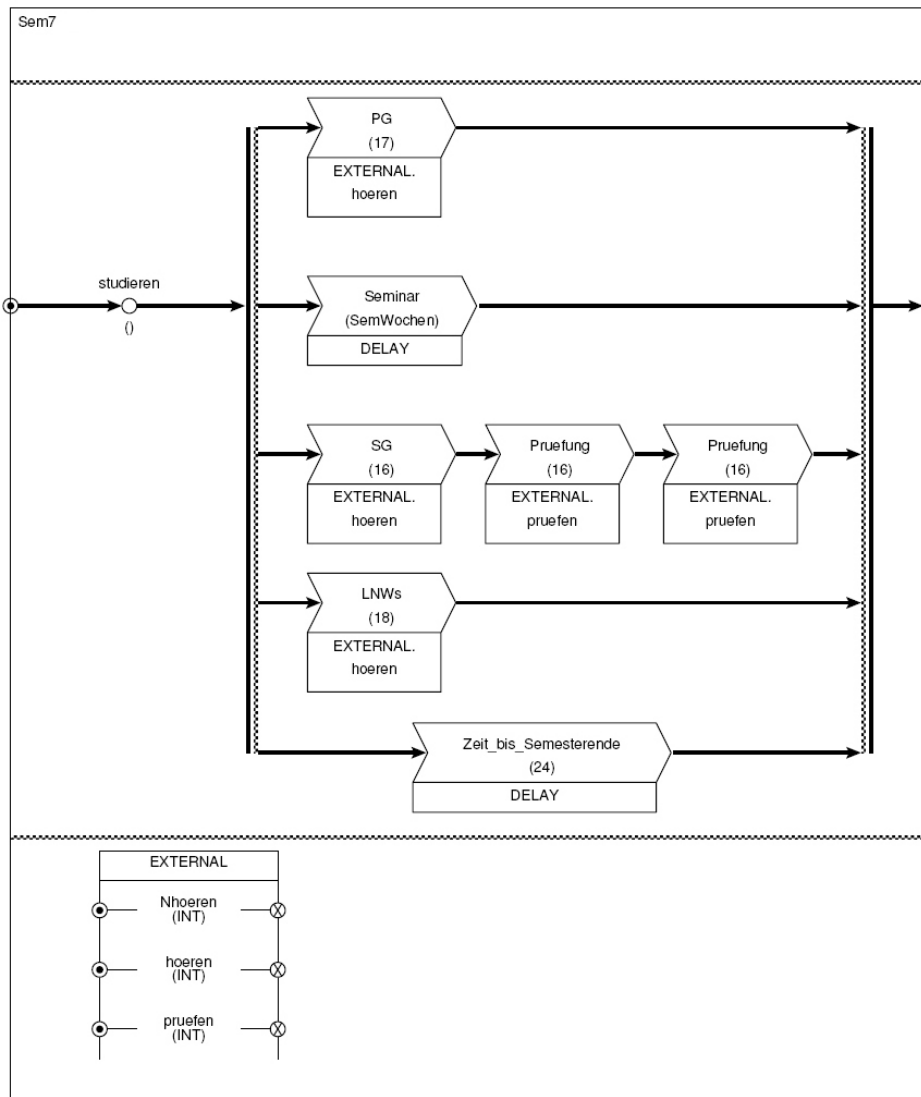 Sem7
PG
(17)
EXTERNAL.
hoeren
studieren
()
Seminar
(SemWochen)
DELAY
SG
(16)
EXTERNAL.
hoeren
Pruefung
(16)
EXTERNAL.
pruefen
Pruefung
(16)
EXTERNAL.
pruefen
LNWs
(18)
EXTERNAL.
hoeren
Zeit_bis_Semesterende
(24)
DELAY
EXTERNAL
Nhoeren
(INT)
hoeren
(INT)
pruefen
(INT)